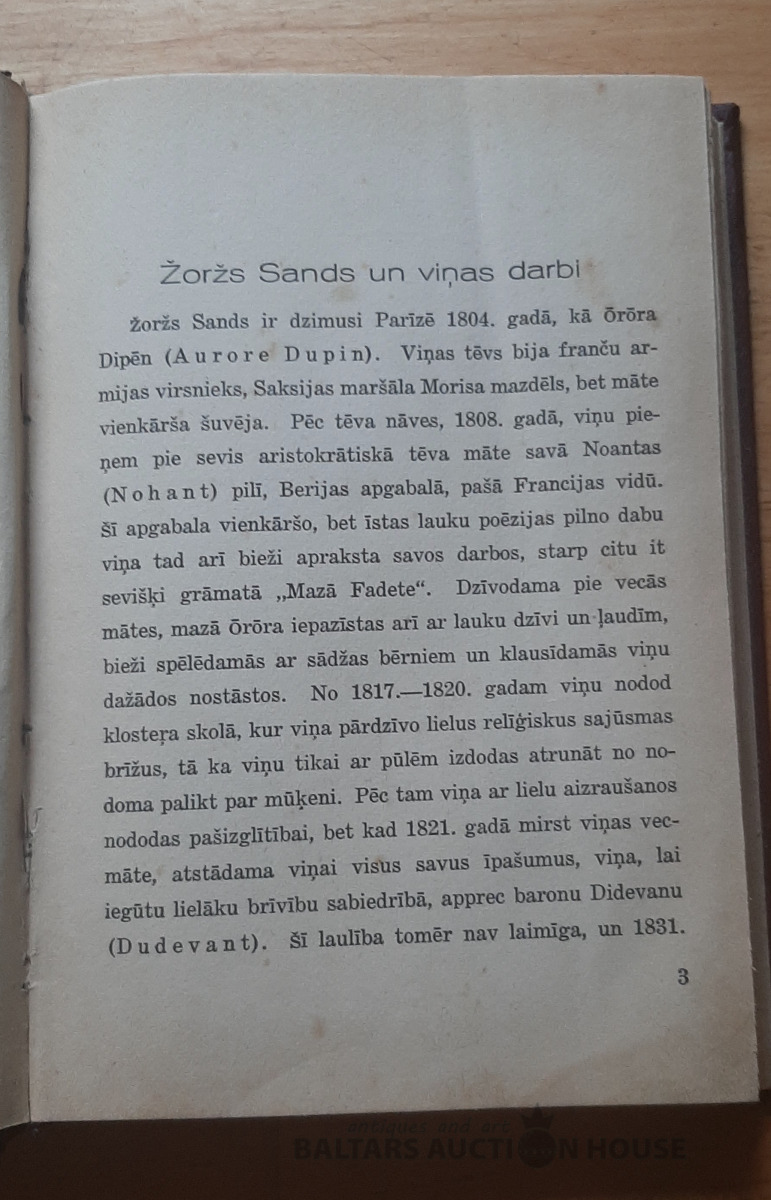 Žoržs Sands un viņas darbi
Žoržs Sands ir dzimusi Parīzē 1804. gadā, kā Ōrōra
Dipēn (Aurore Dupin). Viņas tēvs bija franču ar-
mijas virsnieks, Saksijas maršāla Morisa mazdēls, bet māte
vienkārša šuvēja. Pēc tēva nāves, 1808. gadā, viņu pie-
ņem pie sevis aristokrātiskā tēva māte savā Noantas
(Nohant) pilī, Berijas apgabalā, pašā Francijas vidū.
Šī apgabala vienkāršo, bet īstas lauku poēzijas pilno dabu
viņa tad arī bieži apraksta savos darbos, starp citu it
sevišķi grāmatā „Mazā Fadete“. Dzīvodama pie vecās
mātes, mazā Ōrōra iepazīstas arī ar lauku dzīvi un ļaudīm,
bieži spēlēdamās ar sādžas bērniem un klausīdamās viņu
dažādos nostāstos. No 1817.—1820. gadam viņu nodod
klosteŗa skolā, kur viņa pārdzīvo lielus relīģiskus sajūsmas
brīžus, tā ka viņu tikai ar pūlēm izdodas atrunāt no no-
doma palikt par mūķeni. Pēc tam viņa ar lielu aizraušanos
nododas pašizglītībai, bet kad 1821. gadā mirst viņas vec-
māte, atstādama viņai visus savus īpašumus, viņa, lai
iegūtu lielāku brīvību sabiedrībā, apprec baronu Didevanu
(Dudevant). Šī laulība tomēr nav laimīga, un 1831.
3
antiques and art
BALTARS AUCTION HOUSE